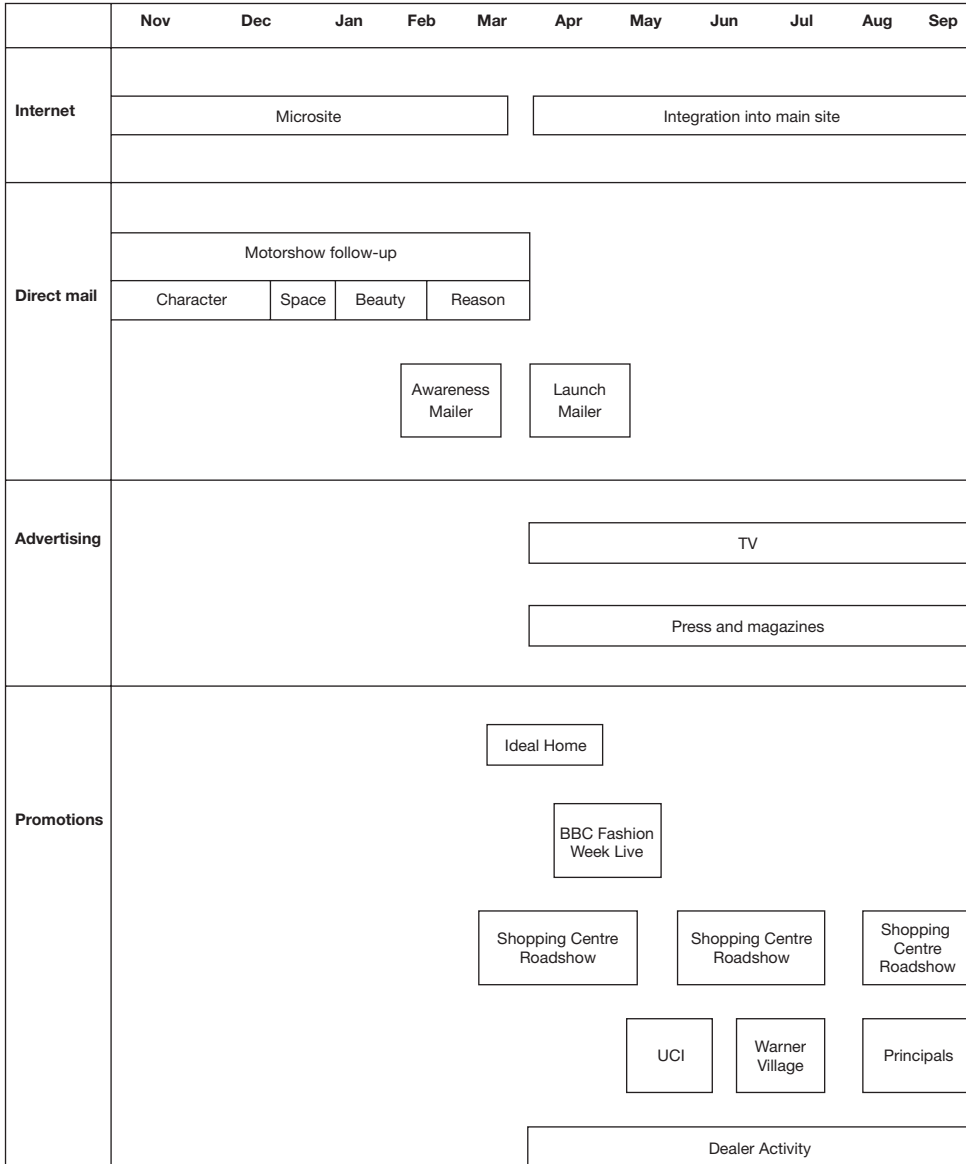 Nov Dec Jan Feb Mar Apr May Jun Jul Aug Sep
Internet
Microsite
Integration into main site
Direct mail
Motorshow follow-up
Character
Space
Beauty
Reason
Awareness
Mailer
Launch
Mailer
Advertising
TV
Press and magazines
Promotions
Ideal Home
BBC Fashion
Week Live
Shopping Centre
Roadshow
Shopping Centre
Roadshow
Shopping
Centre
Roadshow
UCI
Warner
Village
Principals
Dealer Activity